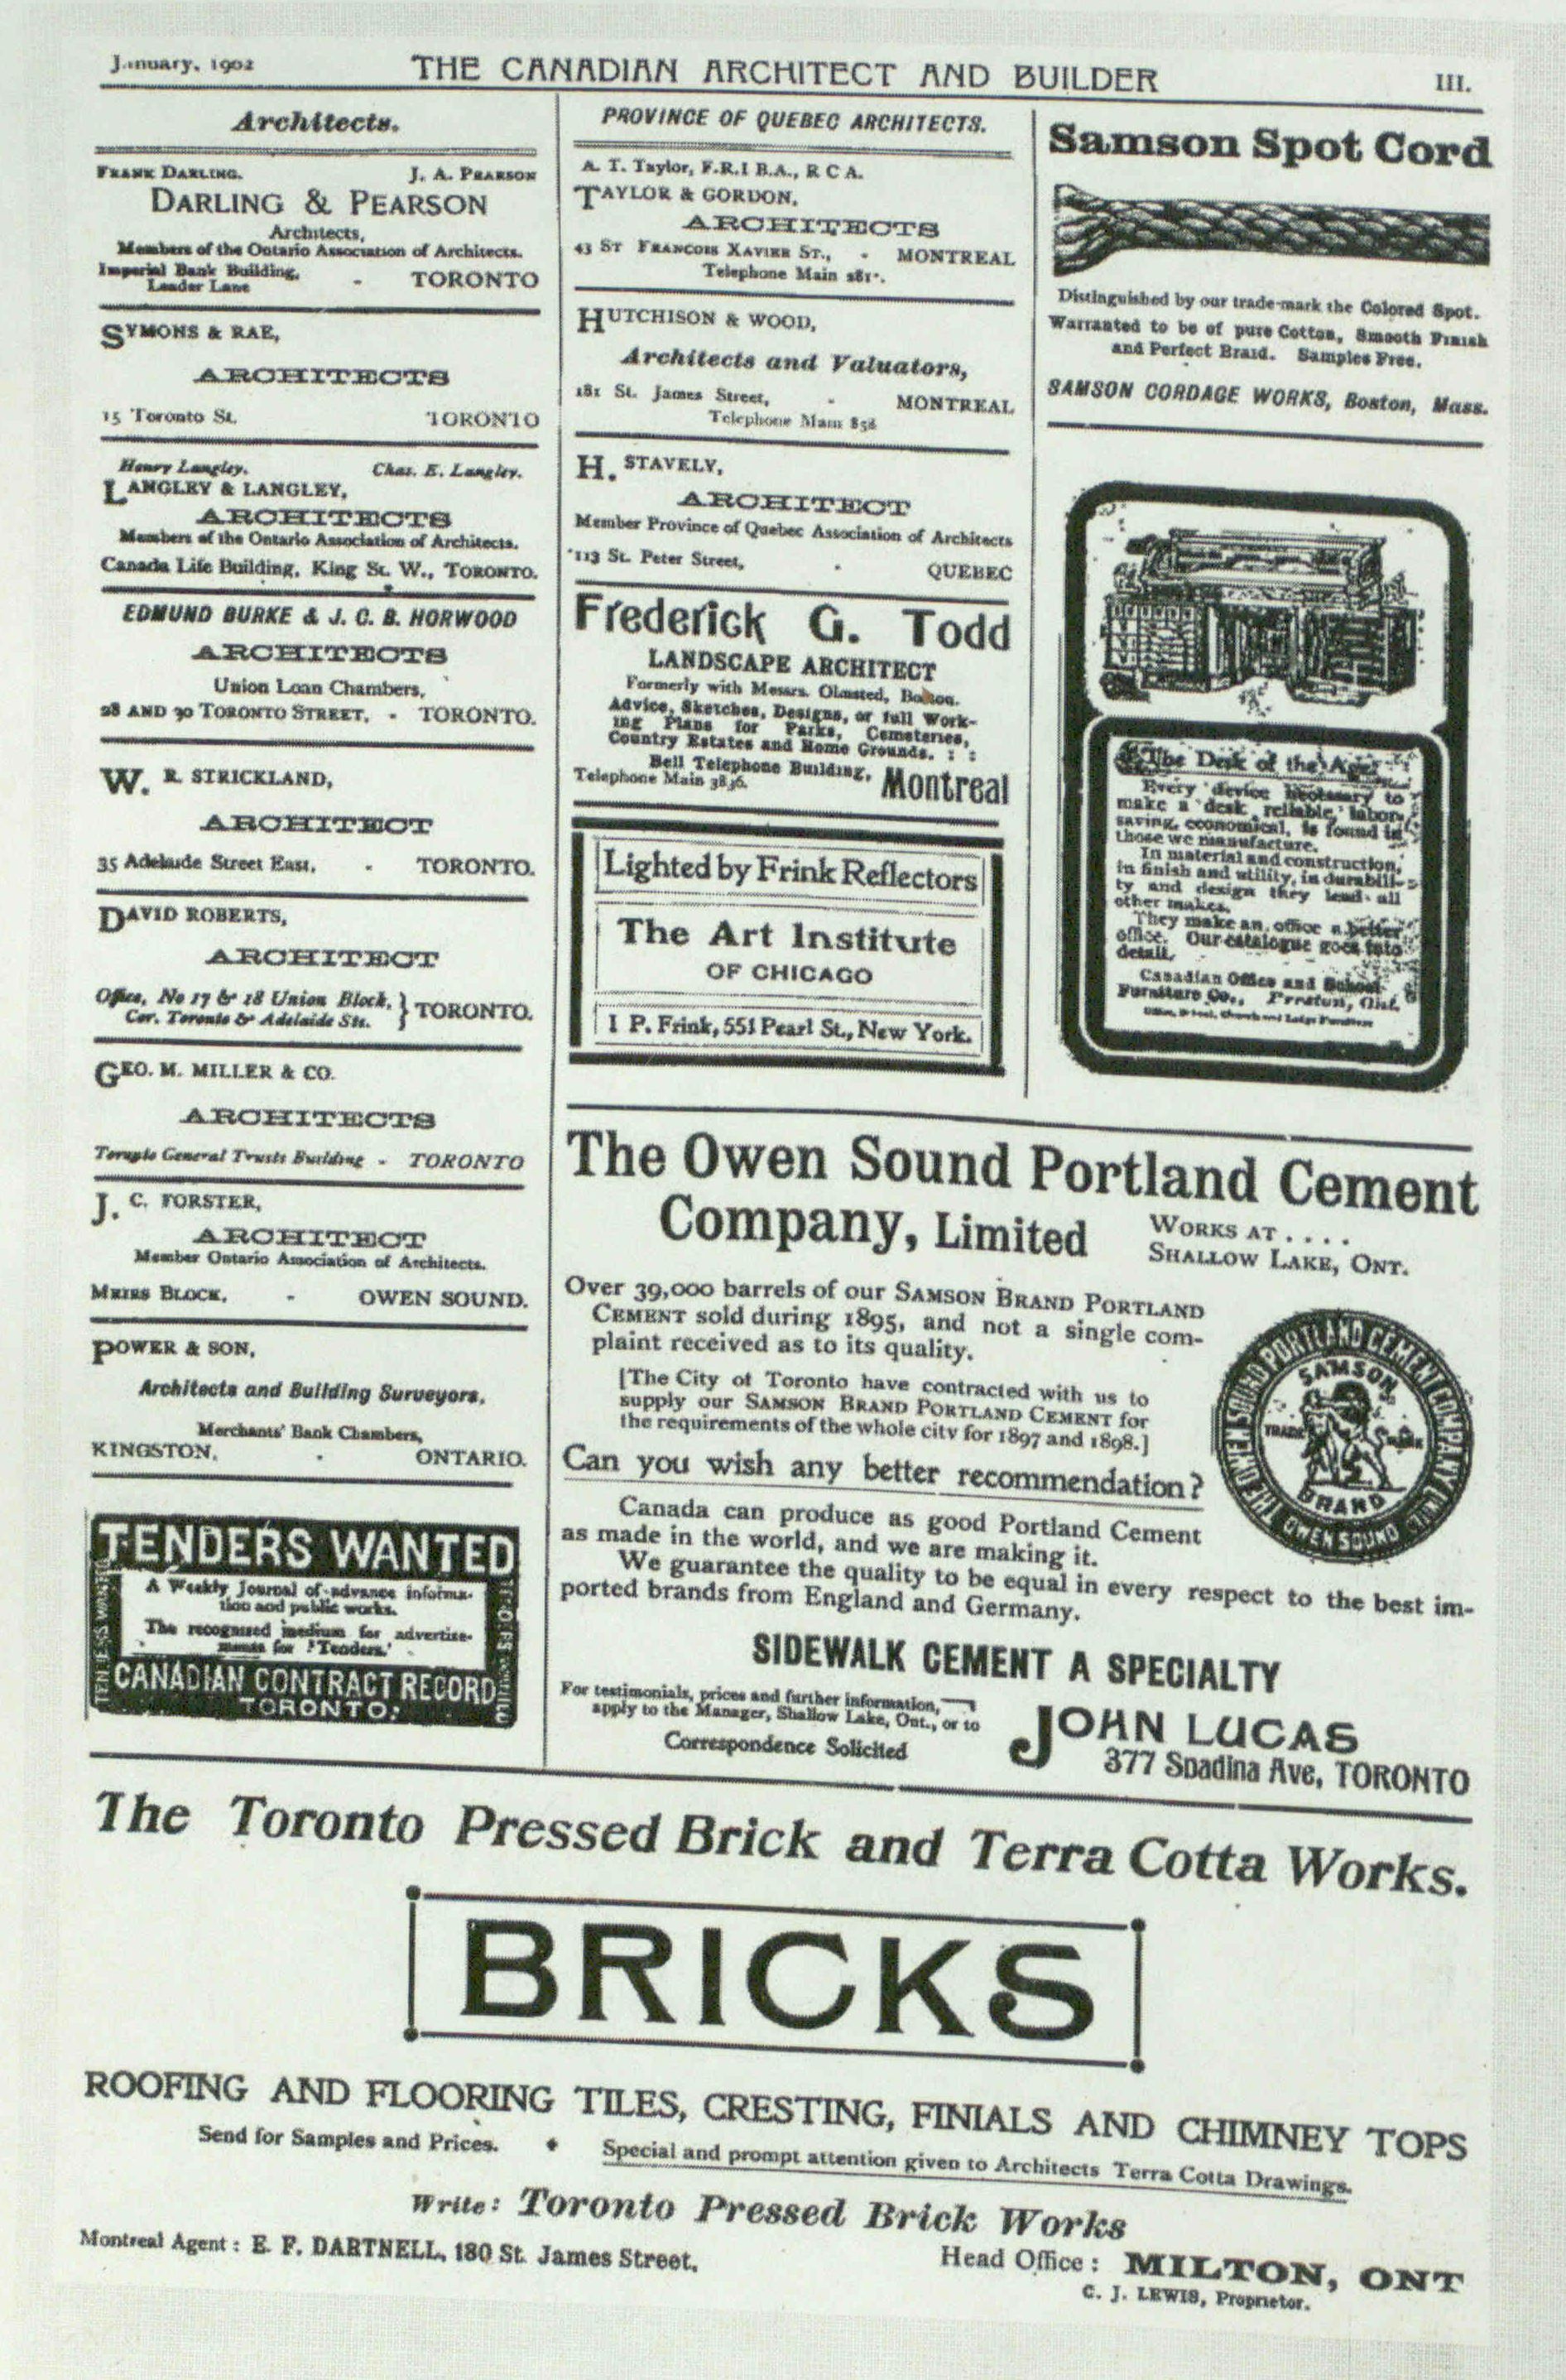 January, 1902 THE CANADIAN ARCHITECT AND BUILDER III.
Architects.
FRANK DARLING. J. A. PEARSON
DARLING & PEARSON
Architects,
Members of the Ontario Association of Architects.
Imperial Bank Building,
Leader Lane - TORONTO
SYMONS & RAE,
ARCHITECTS
15 Toronto St. TORONTO
Henry Langley. Chas. E. Langley.
LANGLEY & LANGLEY,
ARCHITECTS
Members of the Ontario Association of Architects.
Canada Life Building, King St. W., TORONTO.
EDMUND BURKE & J. C. B. HORWOOD
ARCHITECTS
Union Loan Chambers,
28 AND 30 TORONTO STREET, - TORONTO.
W. R. STRICKLAND,
ARCHITECT
35 Adelaide Street East, - TORONTO.
DAVID ROBERTS,
ARCHITECT
Office, No 17 & 18 Union Block,
Cor. Toronto & Adelaide Sts. } TORONTO.
GEO. M. MILLER & CO.
ARCHITECTS
Toronto General Trusts Building - TORONTO
J. C. FORSTER,
ARCHITECT
Member Ontario Association of Architects.
MERRS BLOCK, - OWEN SOUND.
POWER & SON,
Architects and Building Surveyors,
Merchants' Bank Chambers,
KINGSTON, . ONTARIO.
TENDERS WANTED
A Weekly Journal of advance informa-
tion and public works.
The recognized medium for advertise-
ments for 'Tenders.'
CANADIAN CONTRACT RECORD
TORONTO.
PROVINCE OF QUEBEC ARCHITECTS.
A. T. Taylor, F.R.I B.A., R C A.
TAYLOR & GORDON,
ARCHITECTS
43 ST FRANCOIS XAVIER ST., - MONTREAL
Telephone Main
HUTCHISON & WOOD,
Architects and Valuators,
181 St. James Street, - MONTREAL
Telephone Main 858
H. STAVELY,
ARCHITECT
Member Province of Quebec Association of Architects
113 St. Peter Street, . QUEBEC
Frederick G. Todd
LANDSCAPE ARCHITECT
Formerly with Messrs. Olmsted, Boston.
Advice, Sketches, Designs, or full Work-
ing Plans for Parks, Cemeteries,
Country Estates and Home Grounds. : :
Bell Telephone Building,
Telephone Main 3836. Montreal
Lighted by Frink Reflectors
The Art Institute
OF CHICAGO
I P. Frink, 551 Pearl St., New York.
Samson Spot Cord
Distinguished by our trade-mark the Colored Spot.
Warranted to be of pure Cotton, Smooth Finish
and Perfect Braid. Samples Free.
SAMSON CORDAGE WORKS, Boston, Mass.
The Desk of the Age
Every device necessary to
make a desk reliable, labor
saving, economical, is found in
those we manufacture.
In material and construction,
in finish and utility, in durabili-
ty and design they lead all
other makes.
They make an office a better
office. Our catalogue goes into
detail.
Canadian Office and School
Furniture Co., Preston, Ont.
The Owen Sound Portland Cement
Company, Limited
WORKS AT ....
SHALLOW LAKE, ONT.
Over 39,000 barrels of our SAMSON BRAND PORTLAND
CEMENT sold during 1895, and not a single com-
plaint received as to its quality.
[The City of Toronto have contracted with us to
supply our SAMSON BRAND PORTLAND CEMENT for
the requirements of the whole city for 1897 and 1898.]
Can you wish any better recommendation?
THE OWEN SOUND PORTLAND CEMENT COMPANY
SAMSON
TRADE MARK
BRAND
OWEN SOUND
Canada can produce as good Portland Cement
as made in the world, and we are making it.
We guarantee the quality to be equal in every respect to the best im-
ported brands from England and Germany.
SIDEWALK CEMENT A SPECIALTY
For testimonials, prices and further information,
apply to the Manager, Shallow Lake, Ont., or to
Correspondence Solicited
JOHN LUCAS
377 Spadina Ave, TORONTO
The Toronto Pressed Brick and Terra Cotta Works.
BRICKS
ROOFING AND FLOORING TILES, CRESTING, FINIALS AND CHIMNEY TOPS
Send for Samples and Prices. ♦ Special and prompt attention given to Architects Terra Cotta Drawings.
Write: Toronto Pressed Brick Works
Montreal Agent: E. F. DARTNELL, 180 St. James Street. Head Office: MILTON, ONT
C. J. LEWIS, Proprietor.